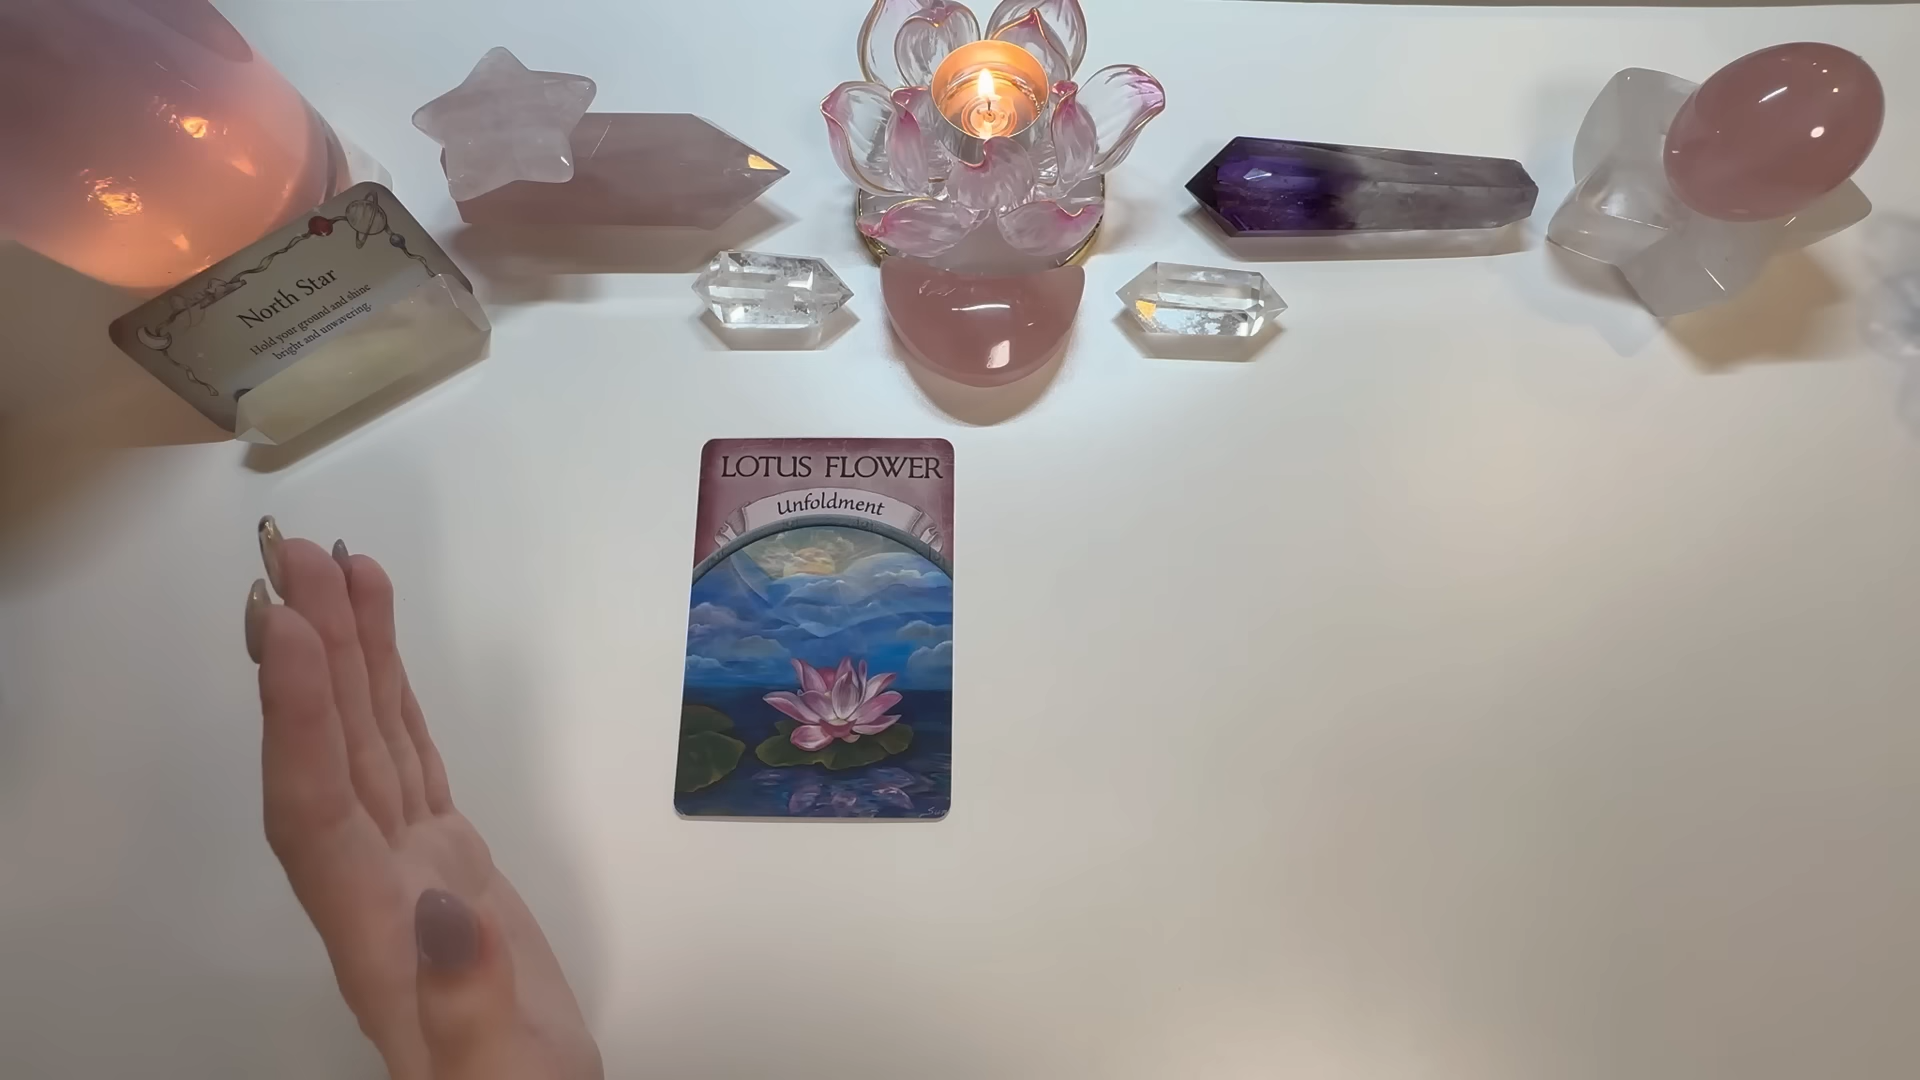 North Star
Hold your ground and shine
bright and unwavering.
LOTUS FLOWER
Unfoldment